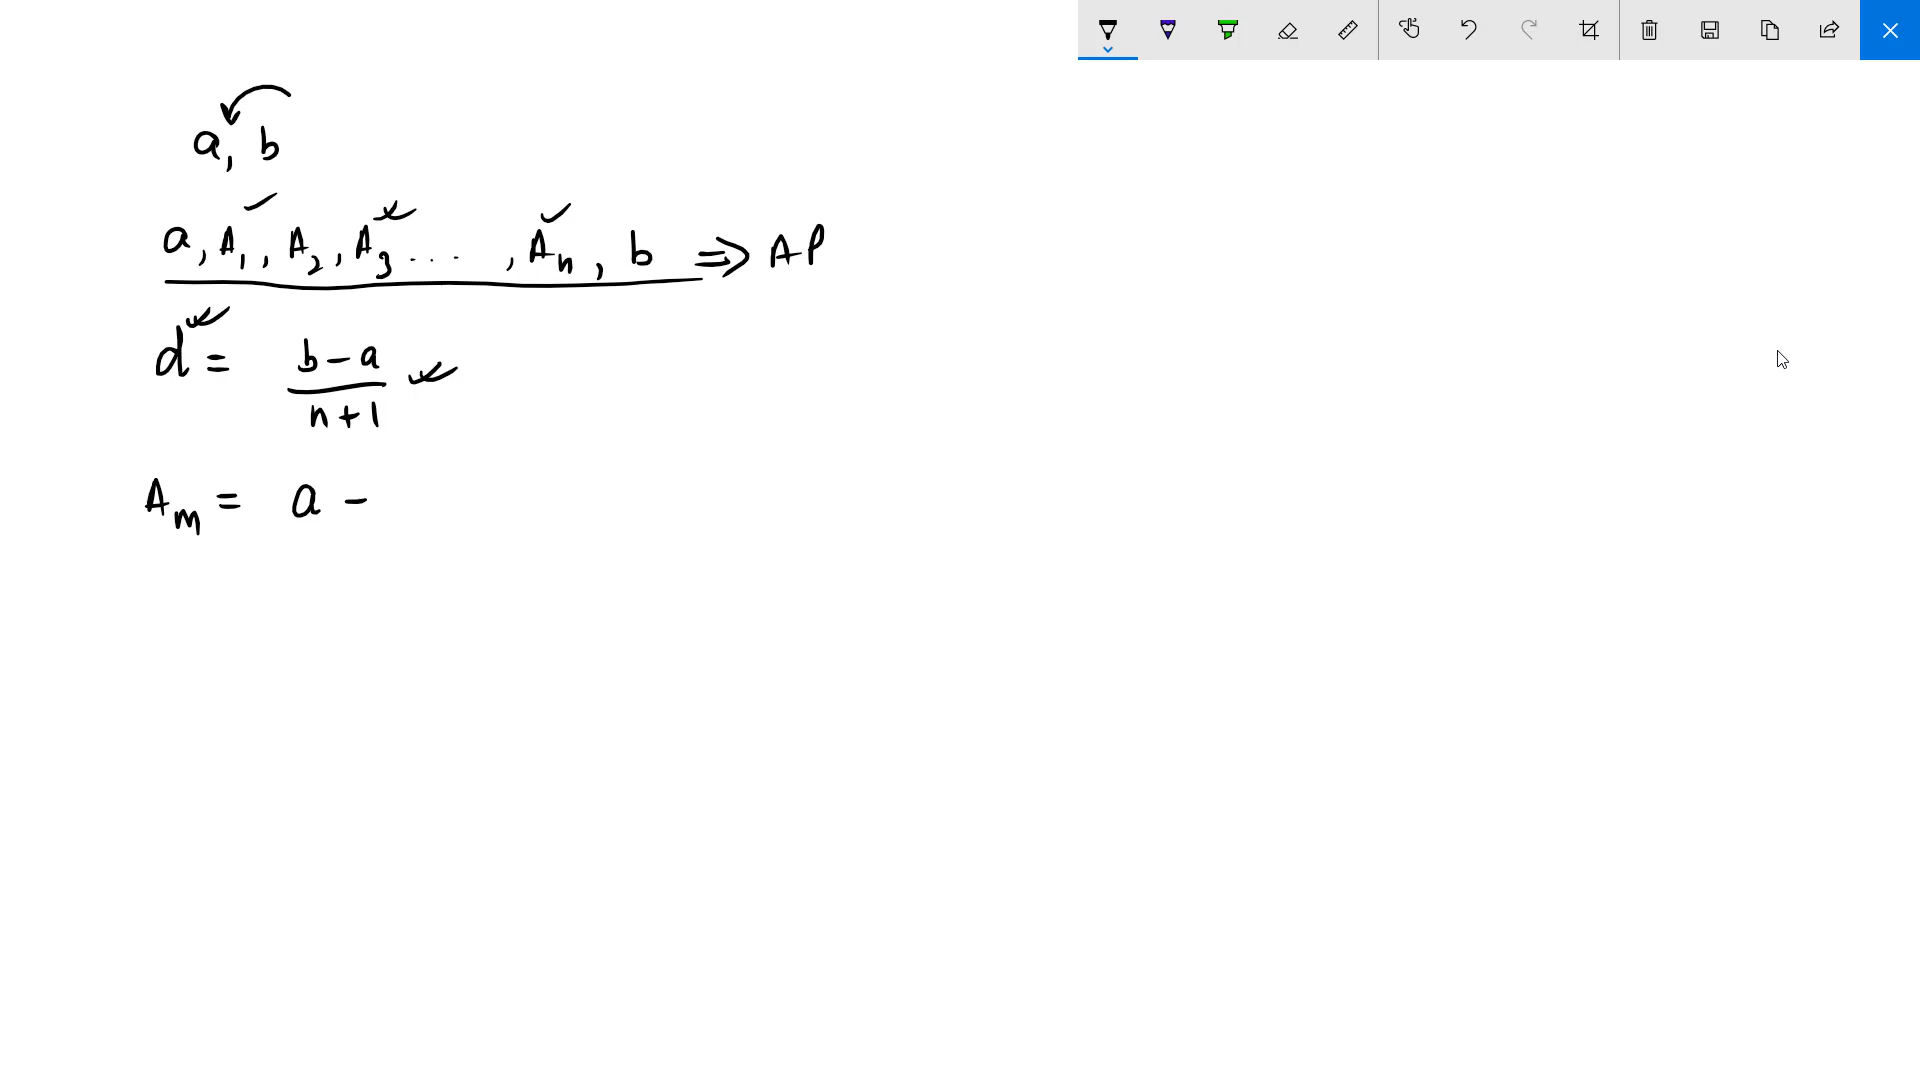 a, b
a, A₁, A₂, A₃ . . . . , Aₙ, b ⇒ AP
d = (b-a)/(n+1)
Aₘ = a -